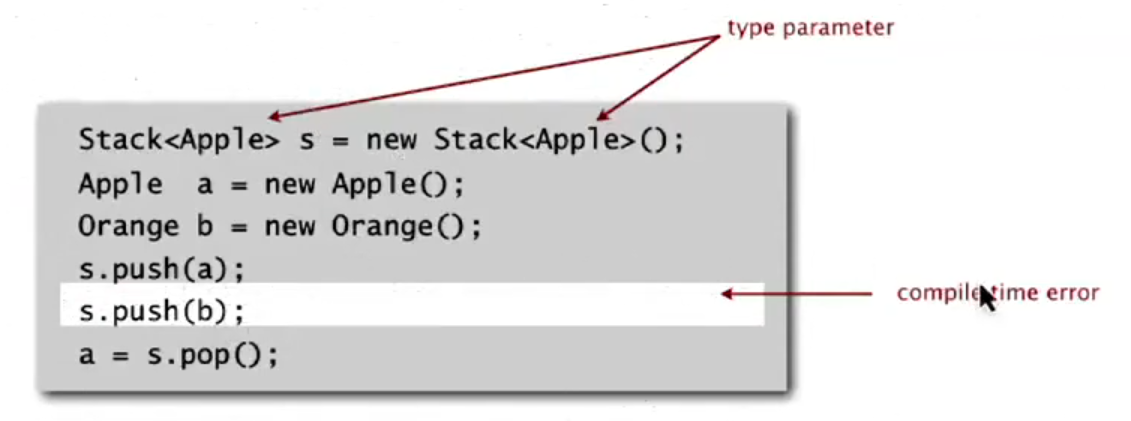 type parameter
Stack<Apple> s = new Stack<Apple>();
Apple  a = new Apple();
Orange b = new Orange();
s.push(a);
s.push(b);
compile time error
a = s.pop();